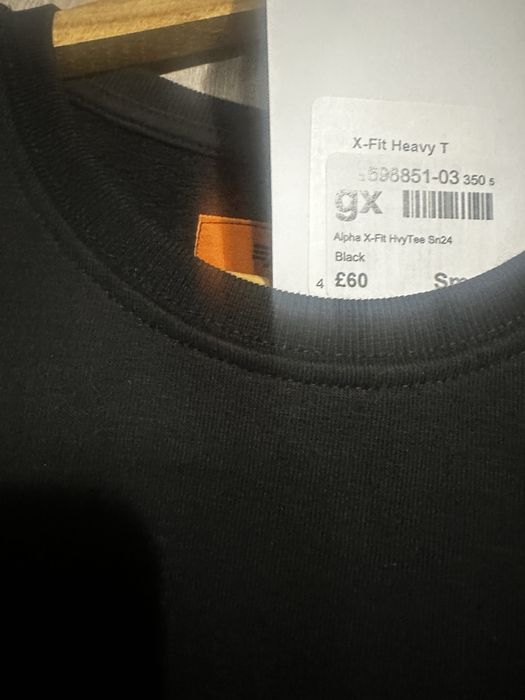 X-Fit Heavy T
596851-03 350 s
gx
Alpha X-Fit HvyTee Sn24
Black
4 £60